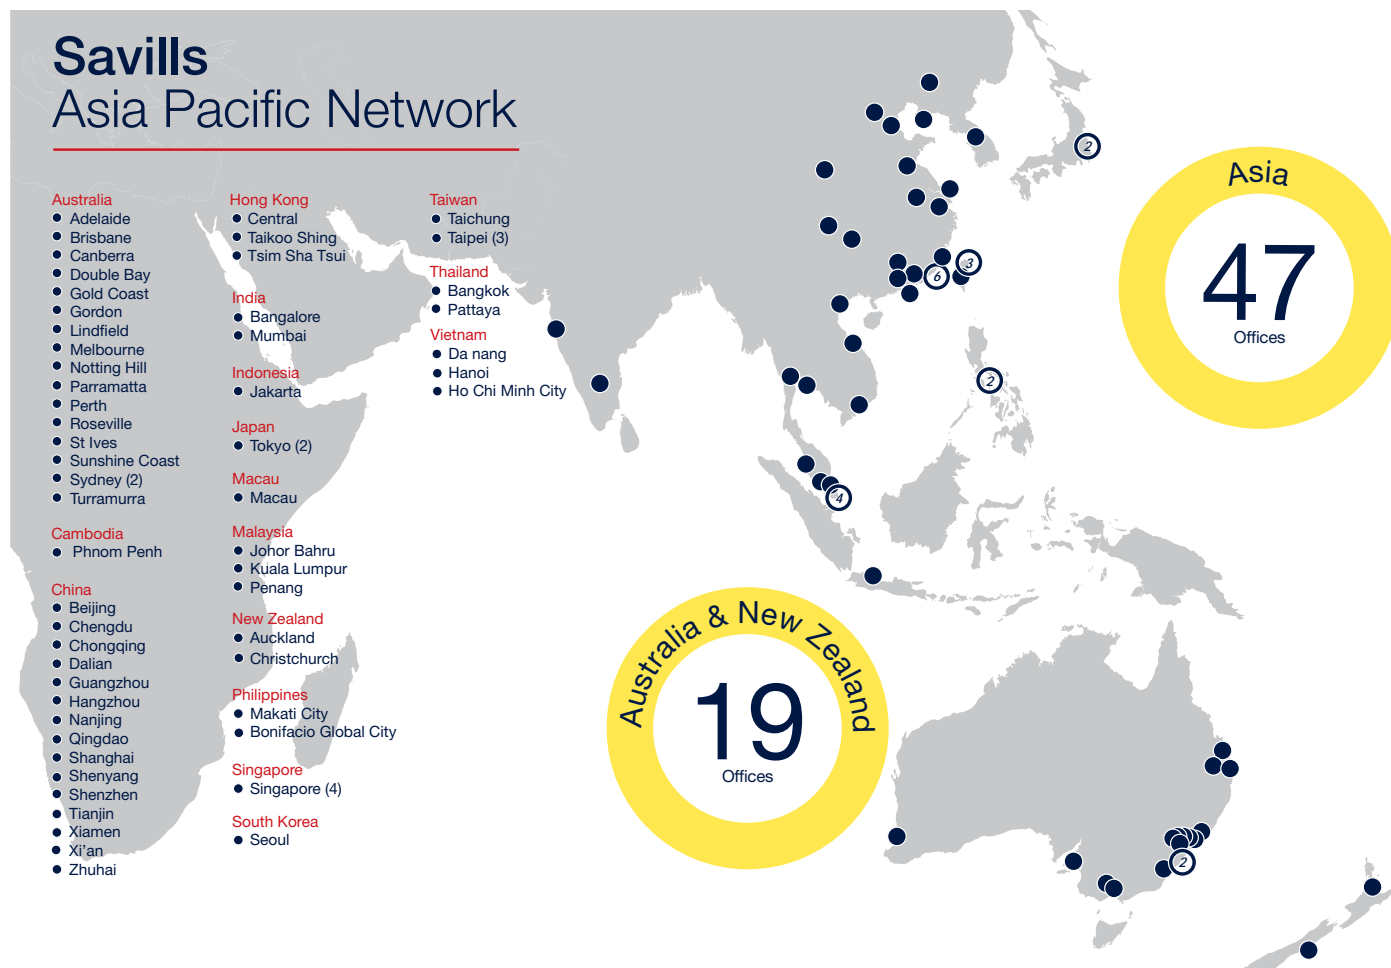 Savills
Asia Pacific Network
Australia
Adelaide
Brisbane
Canberra
Double Bay
Gold Coast
Gordon
Lindfield
Melbourne
Notting Hill
Parramatta
Perth
Roseville
St Ives
Sunshine Coast
Sydney (2)
Turramurra
Cambodia
Phnom Penh
China
Beijing
Chengdu
Chongqing
Dalian
Guangzhou
Hangzhou
Nanjing
Qingdao
Shanghai
Shenyang
Shenzhen
Tianjin
Xiamen
Xi'an
Zhuhai
Hong Kong
Central
Taikoo Shing
Tsim Sha Tsui
India
Bangalore
Mumbai
Indonesia
Jakarta
Japan
Tokyo (2)
Macau
Macau
Malaysia
Johor Bahru
Kuala Lumpur
Penang
New Zealand
Auckland
Christchurch
Philippines
Makati City
Bonifacio Global City
Singapore
Singapore (4)
South Korea
Seoul
Taiwan
Taichung
Taipei (3)
Thailand
Bangkok
Pattaya
Vietnam
Da nang
Hanoi
Ho Chi Minh City
2
3
6
2
4
2
Asia
47
Offices
Australia & New Zealand
19
Offices